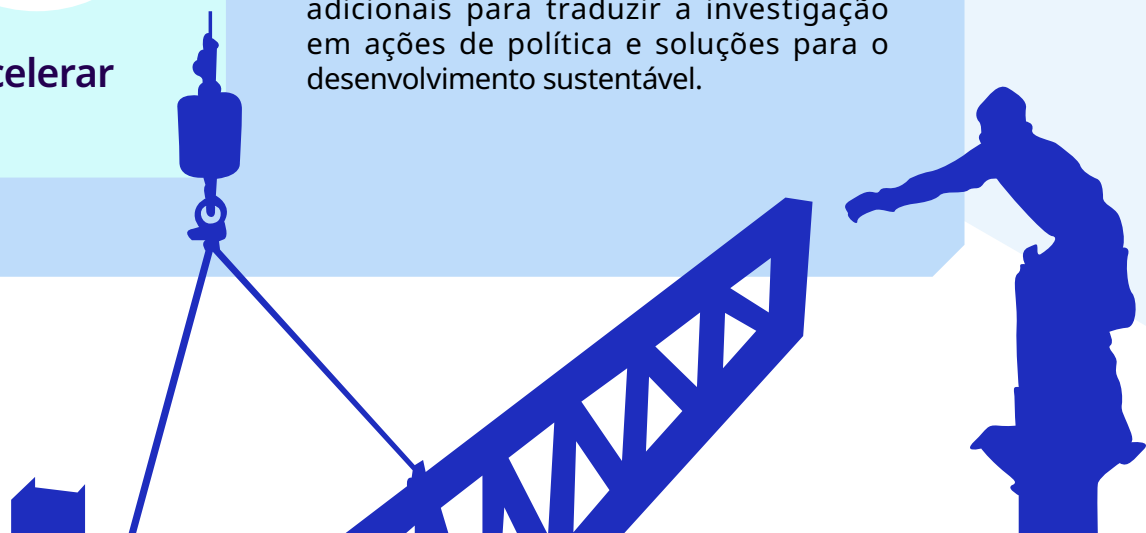 adicionais para traduzir a investigação
em ações de política e soluções para o
desenvolvimento sustentável.
celerar